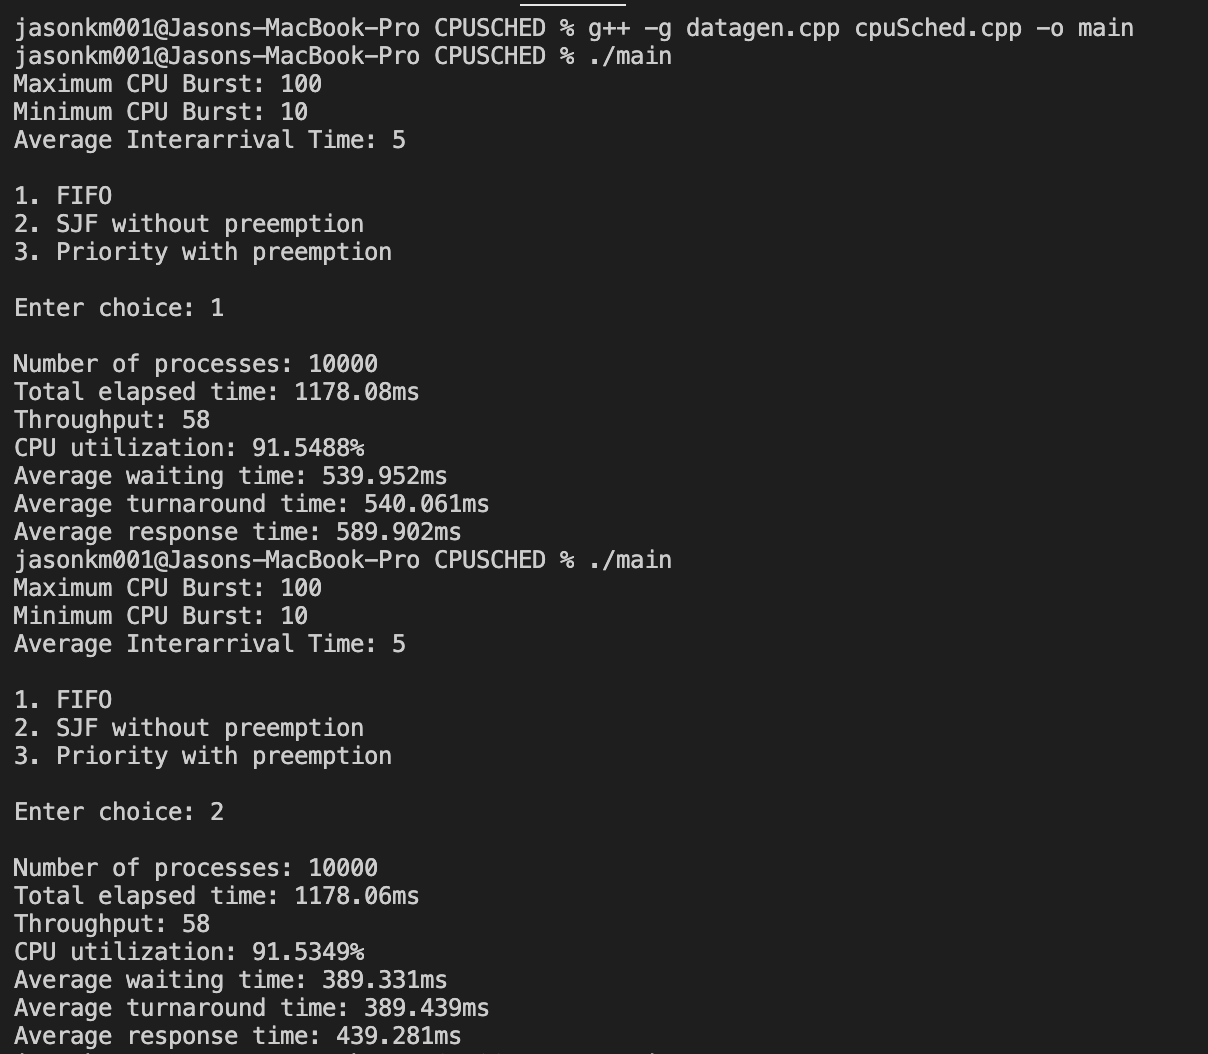 jasonkm001@Jasons-MacBook-Pro CPUSCHED % g++ -g datagen.cpp cpuSched.cpp -o main
jasonkm001@Jasons-MacBook-Pro CPUSCHED % ./main
Maximum CPU Burst: 100
Minimum CPU Burst: 10
Average Interarrival Time: 5
1. FIFO
2. SJF without preemption
3. Priority with preemption
Enter choice: 1
Number of processes: 10000
Total elapsed time: 1178.08ms
Throughput: 58
CPU utilization: 91.5488%
Average waiting time: 539.952ms
Average turnaround time: 540.061ms
Average response time: 589.902ms
jasonkm001@Jasons-MacBook-Pro CPUSCHED % ./main
Maximum CPU Burst: 100
Minimum CPU Burst: 10
Average Interarrival Time: 5
1. FIFO
2. SJF without preemption
3. Priority with preemption
Enter choice: 2
Number of processes: 10000
Total elapsed time: 1178.06ms
Throughput: 58
CPU utilization: 91.5349%
Average waiting time: 389.331ms
Average turnaround time: 389.439ms
Average response time: 439.281ms